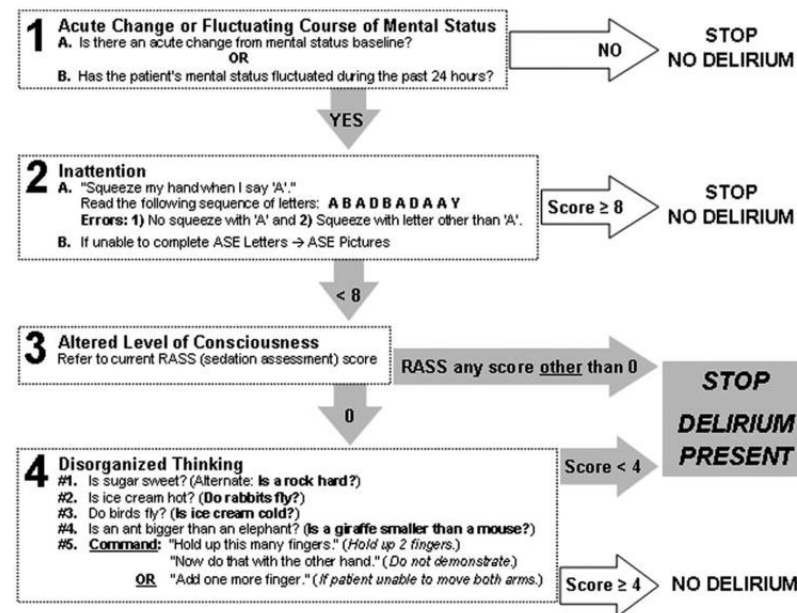 1 Acute Change or Fluctuating Course of Mental Status
A. Is there an acute change from mental status baseline?
OR
B. Has the patient's mental status fluctuated during the past 24 hours?
NO
STOP
NO DELIRIUM
YES
2 Inattention
A. "Squeeze my hand when I say 'A'."
Read the following sequence of letters: A B A D B A D A A Y
Errors: 1) No squeeze with 'A' and 2) Squeeze with letter other than 'A'.
B. If unable to complete ASE Letters → ASE Pictures
Score ≥ 8
STOP
NO DELIRIUM
< 8
3 Altered Level of Consciousness
Refer to current RASS (sedation assessment) score
RASS any score other than 0
STOP
DELIRIUM
PRESENT
0
4 Disorganized Thinking
#1. Is sugar sweet? (Alternate: Is a rock hard?)
#2. Is ice cream hot? (Do rabbits fly?)
#3. Do birds fly? (Is ice cream cold?)
#4. Is an ant bigger than an elephant? (Is a giraffe smaller than a mouse?)
#5. Command: "Hold up this many fingers." (Hold up 2 fingers.)
"Now do that with the other hand." (Do not demonstrate.)
OR "Add one more finger." (If patient unable to move both arms.)
Score < 4
Score ≥ 4
NO DELIRIUM